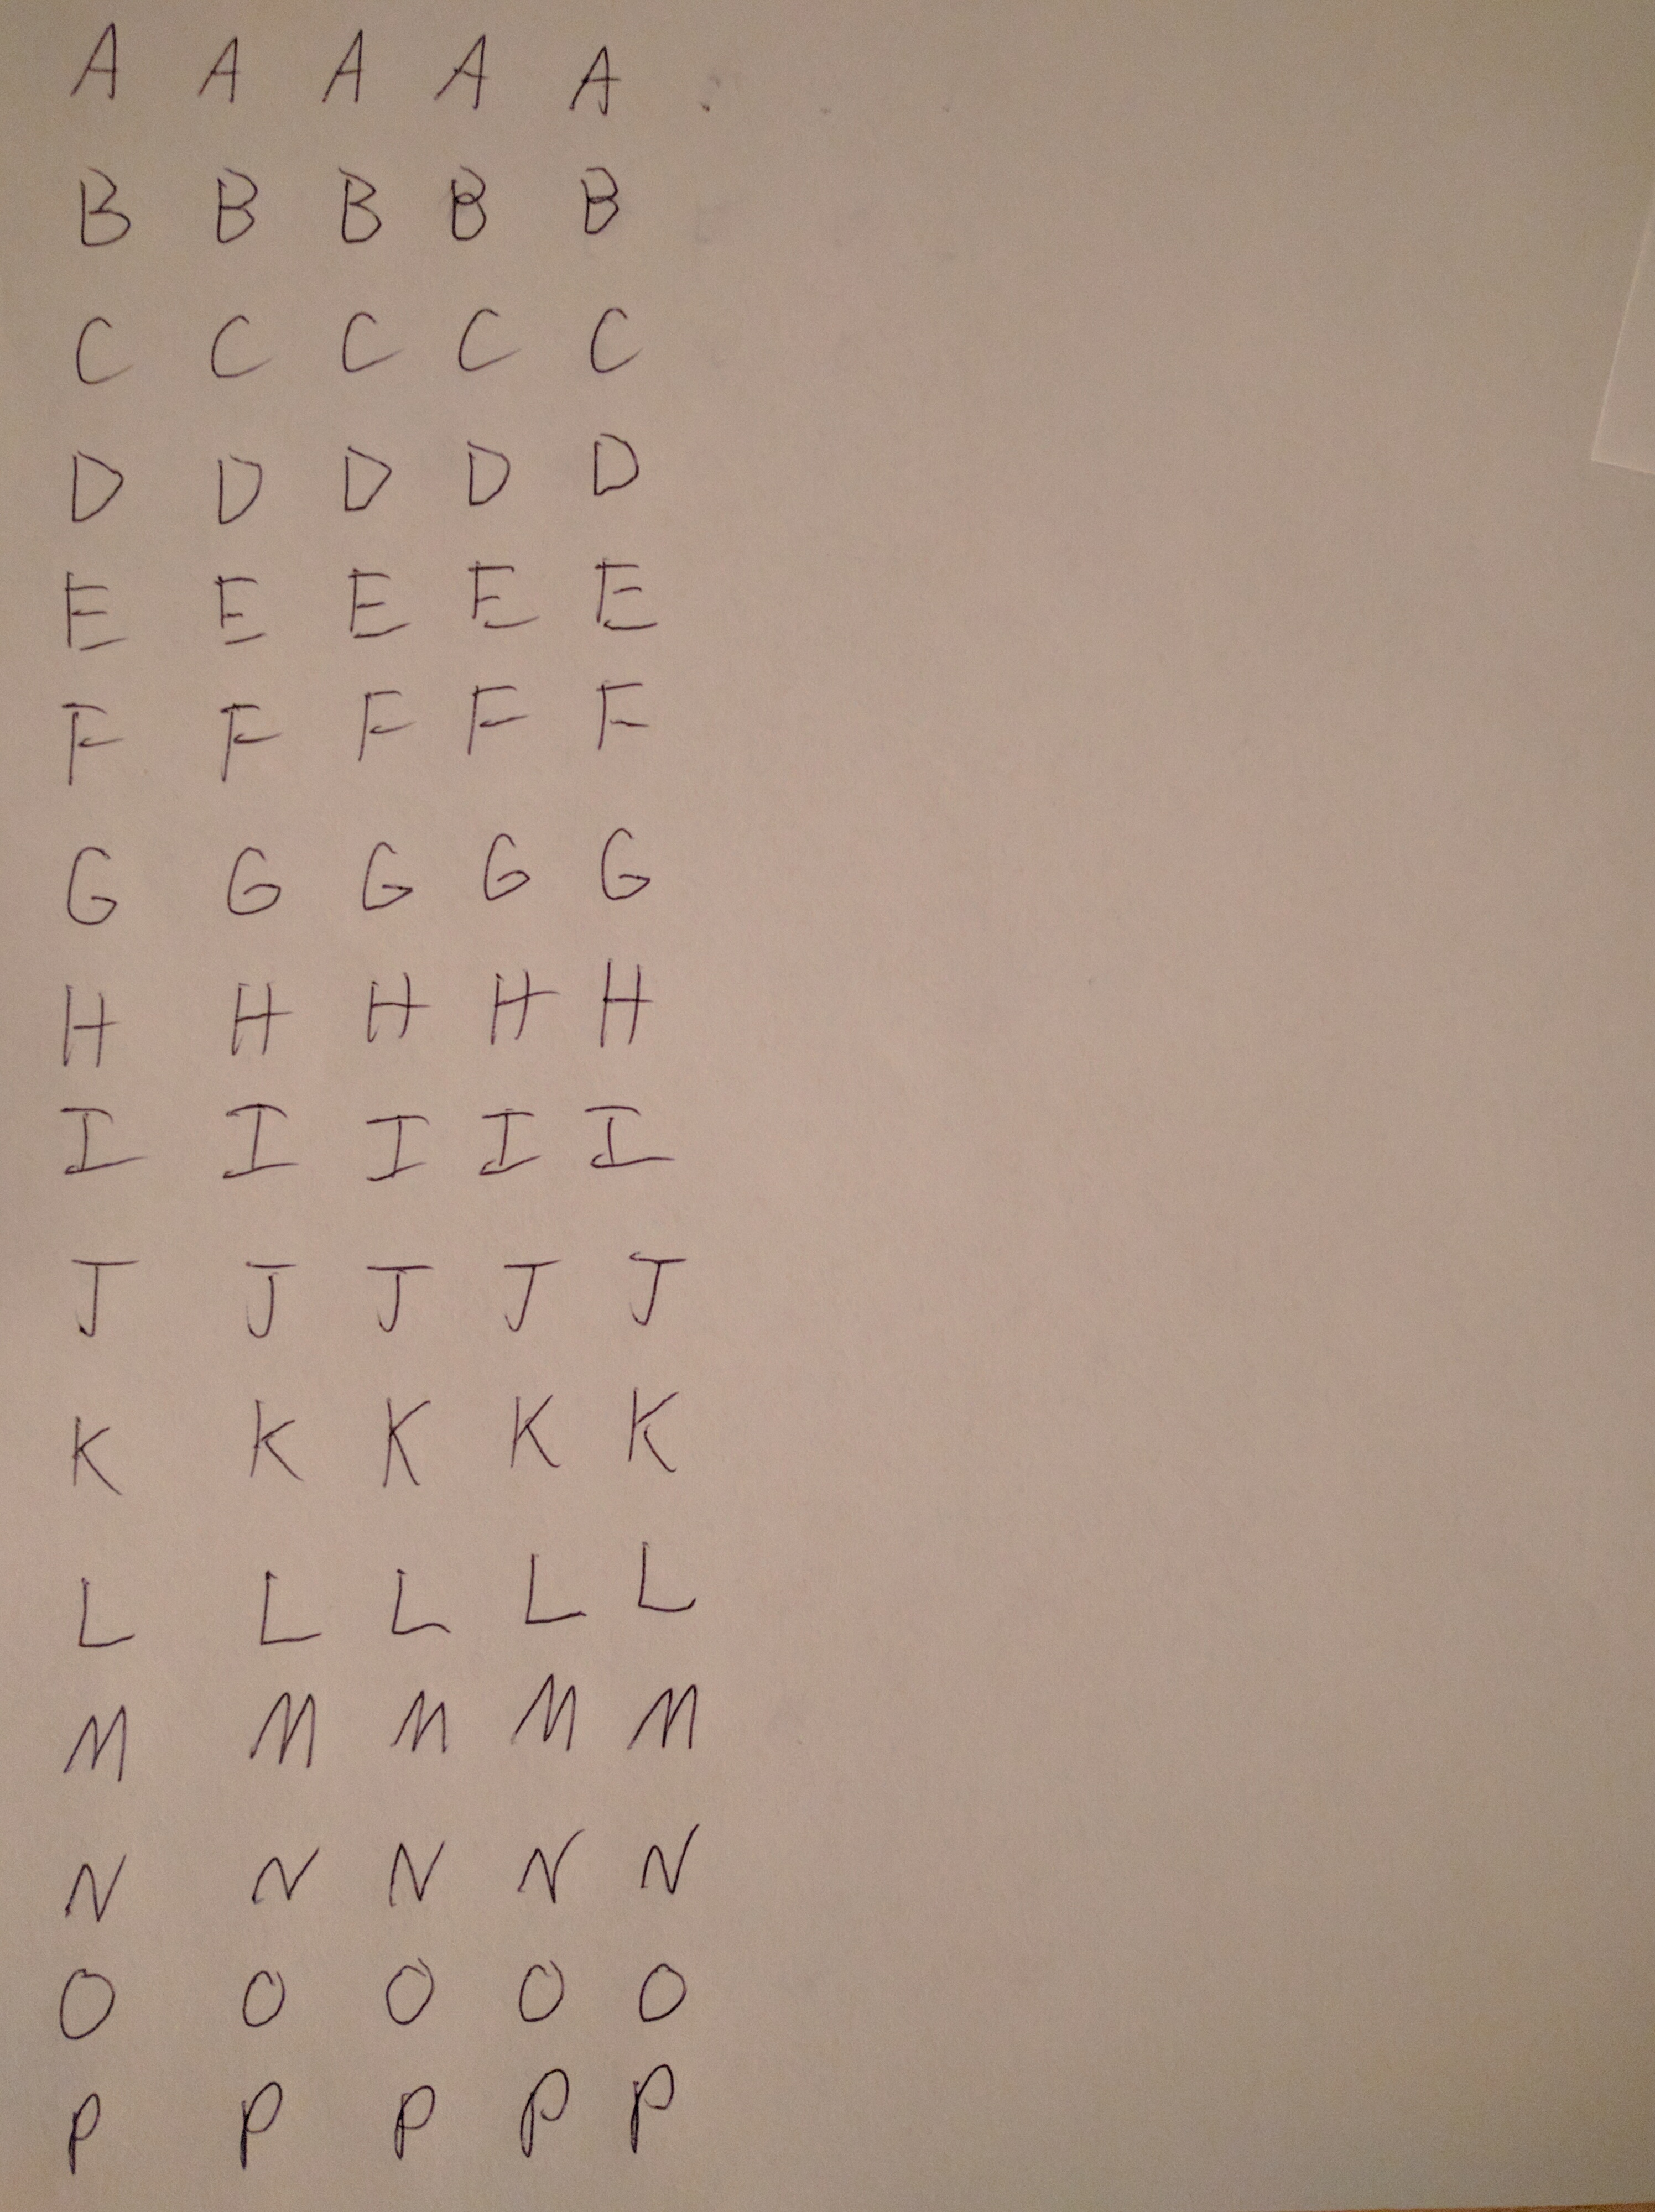 A A A A A
B B B B B
C C C C C
D D D D D
E E E E E
F F F F F
G G G G G
H H H H H
I I I I I
J J J J J
K K K K K
L L L L L
M M M M M
N N N N N
O O O O O
P P P P P